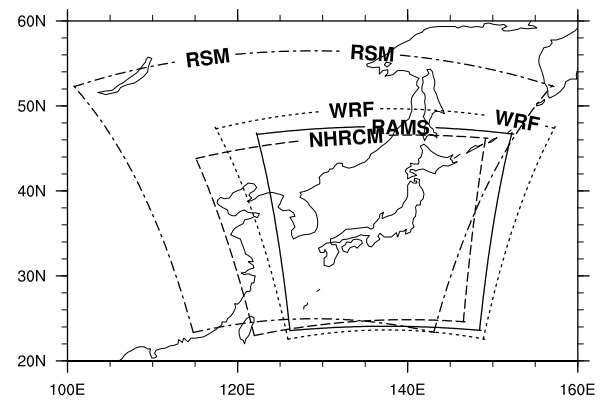 60N
RSM RSM
50N
WRF WRF
RAMS
NHRCM
40N
30N
20N
100E 120E 140E 160E